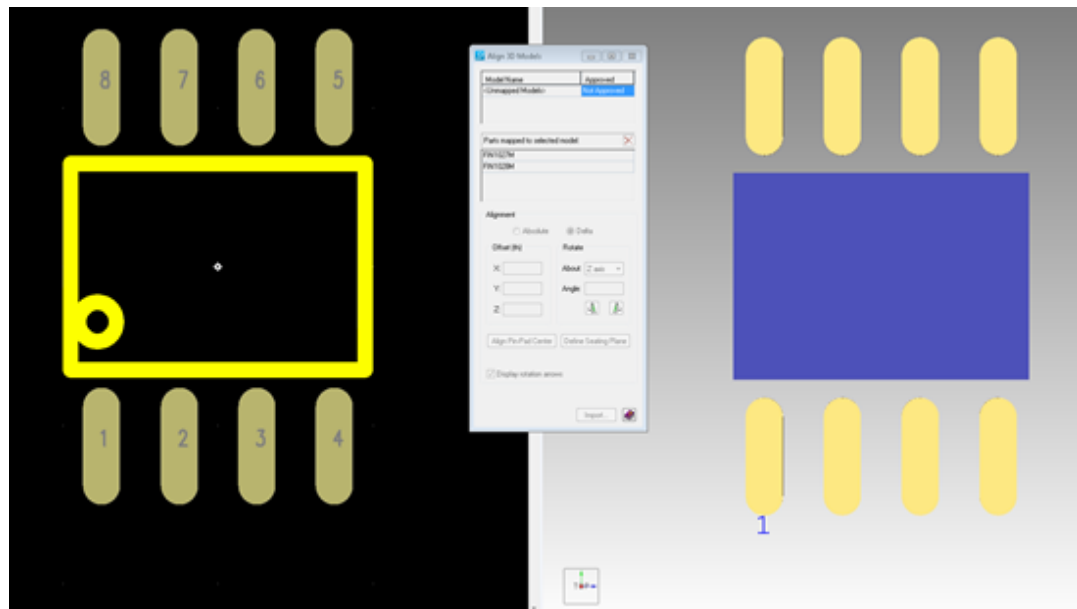 8 7 6 5
1 2 3 4
Align 3D Models
Model Name Approved
<Unmapped Models> Not Approved
Parts mapped to selected model
FIN1027M
FIN1028M
Alignment
Absolute Delta
Offset (th) Rotate
X: About Z axis
Y: Angle
Z:
Align Pin-Pad Center Define Seating Plane
Display rotation arrows
Import...
1